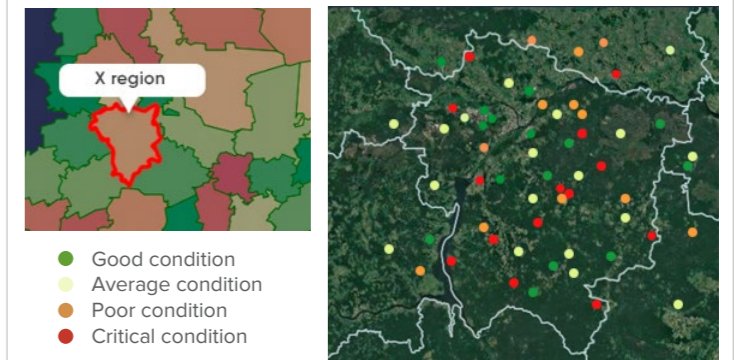 X region
Good condition
Average condition
Poor condition
Critical condition